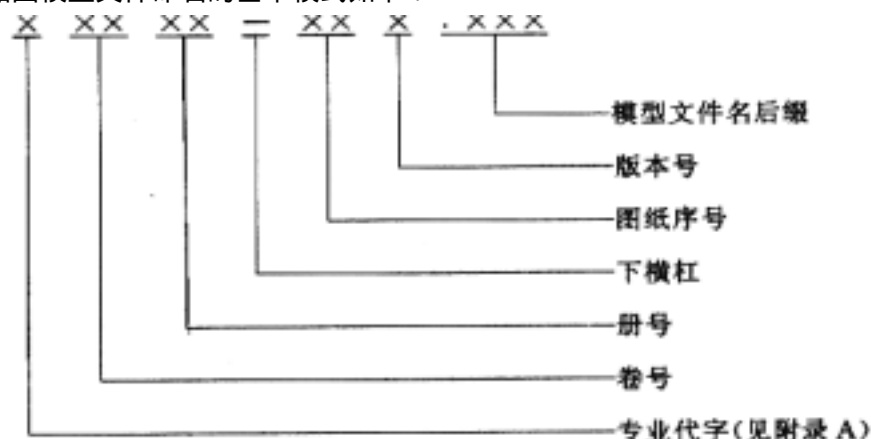 × ×× ×× _ ×× × . ×××
模型文件名后缀
版本号
图纸序号
下横杠
册号
卷号
专业代字(见附录 A)